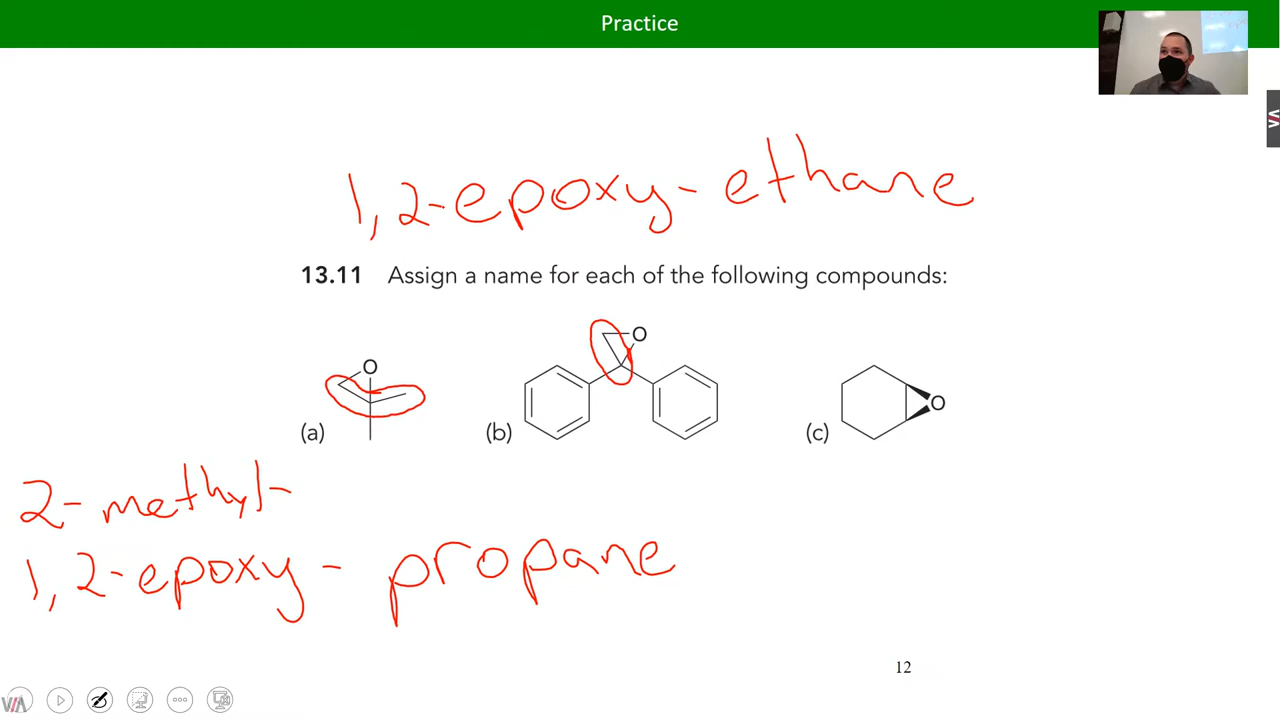 Practice
1,2-epoxy-ethane
13.11 Assign a name for each of the following compounds:
O
O
O
(a)
(b)
(c)
2-methyl-
1,2-epoxy-propane
12
VIA